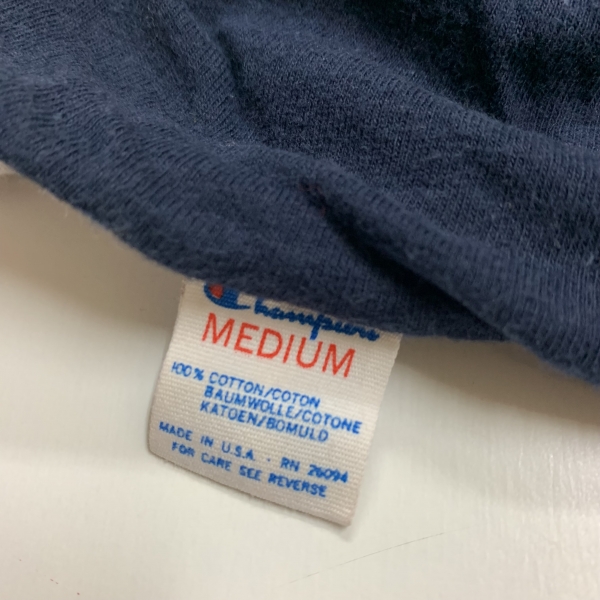 Champion
MEDIUM
100% COTTON/COTON
BAUMWOLLE/COTONE
KATOEN/BOMULD
MADE IN U.S.A. · RN 26094
FOR CARE SEE REVERSE